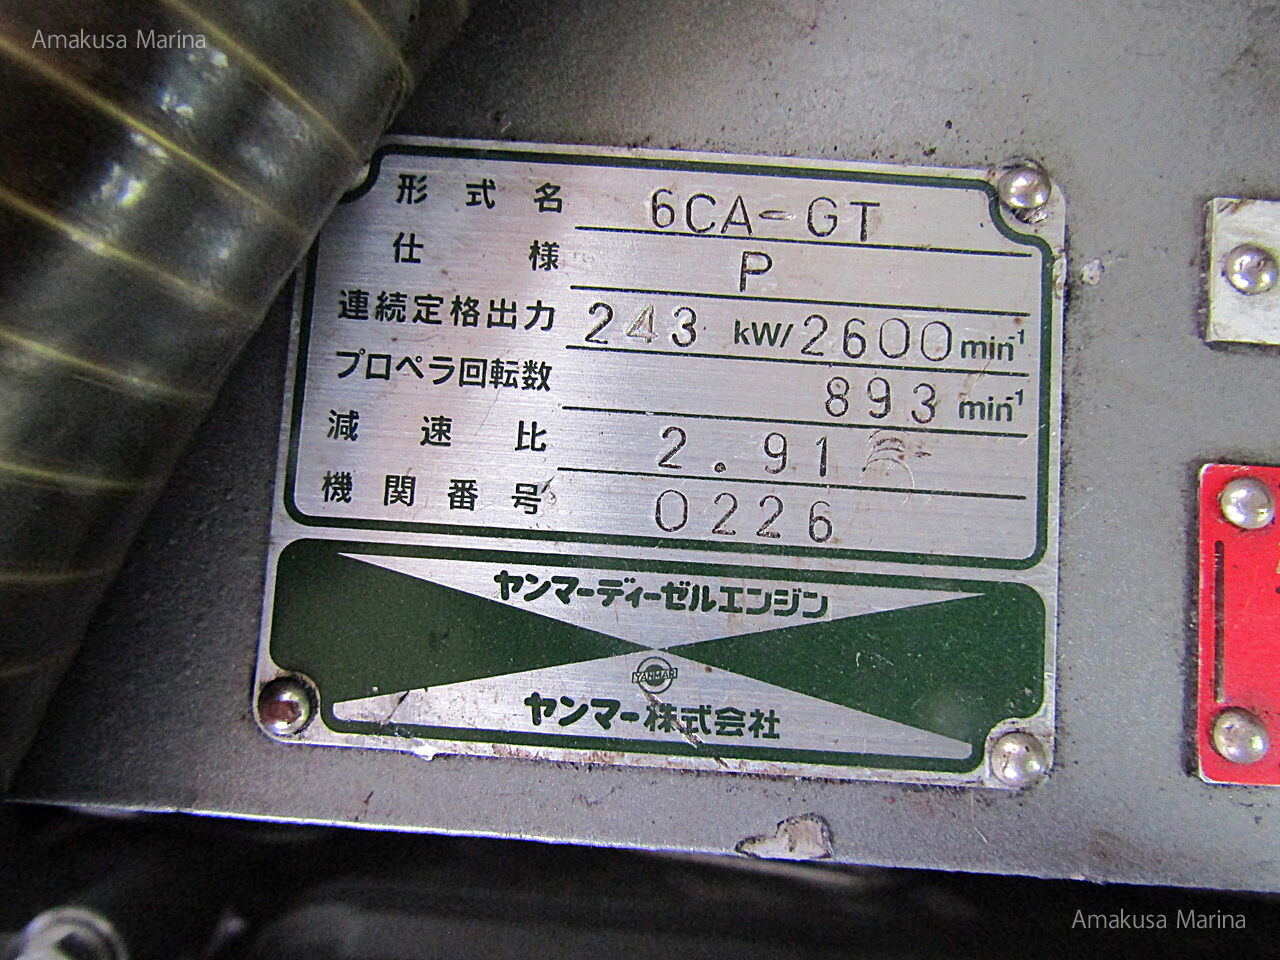 Amakusa Marina
形式名 6CA-GT
仕様 P
連続定格出力 243 kW/2600 min-1
プロペラ回転数 893 min-1
減速比 2.91
機関番号 0226
ヤンマーディーゼルエンジン
YANMAR
ヤンマー株式会社
Amakusa Marina